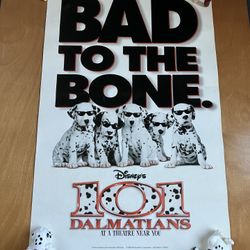 BAD
TO THE
BONE.
Disney's
101
DALMATIANS
AT A THEATRE NEAR YOU